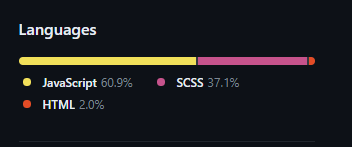 Languages
JavaScript 60.9% SCSS 37.1%
HTML 2.0%